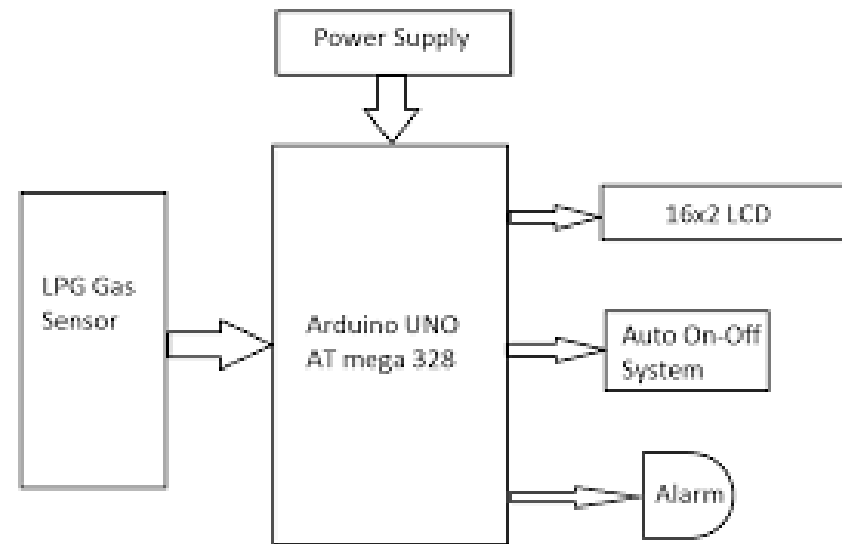 Power Supply
16x2 LCD
LPG Gas
Sensor
Arduino UNO
AT mega 328
Auto On-Off
System
Alarm